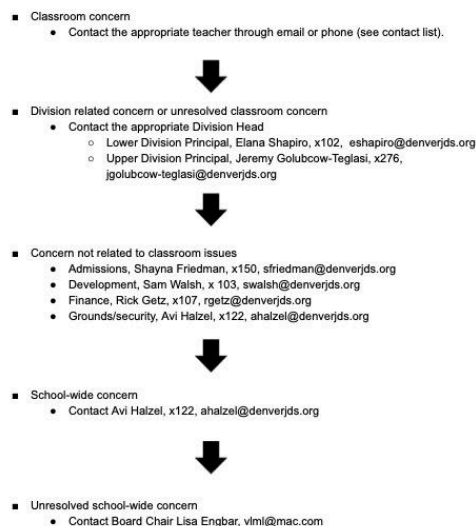 ■ Classroom concern
● Contact the appropriate teacher through email or phone (see contact list).
■ Division related concern or unresolved classroom concern
● Contact the appropriate Division Head
○ Lower Division Principal, Elana Shapiro, x102, eshapiro@denverjds.org
○ Upper Division Principal, Jeremy Golubcow-Teglasi, x276,
jgolubcow-teglasi@denverjds.org
■ Concern not related to classroom issues
● Admissions, Shayna Friedman, x150, sfriedman@denverjds.org
● Development, Sam Walsh, x 103, swalsh@denverjds.org
● Finance, Rick Getz, x107, rgetz@denverjds.org
● Grounds/security, Avi Halzel, x122, ahalzel@denverjds.org
■ School-wide concern
● Contact Avi Halzel, x122, ahalzel@denverjds.org
■ Unresolved school-wide concern
● Contact Board Chair Lisa Engbar, vlml@mac.com